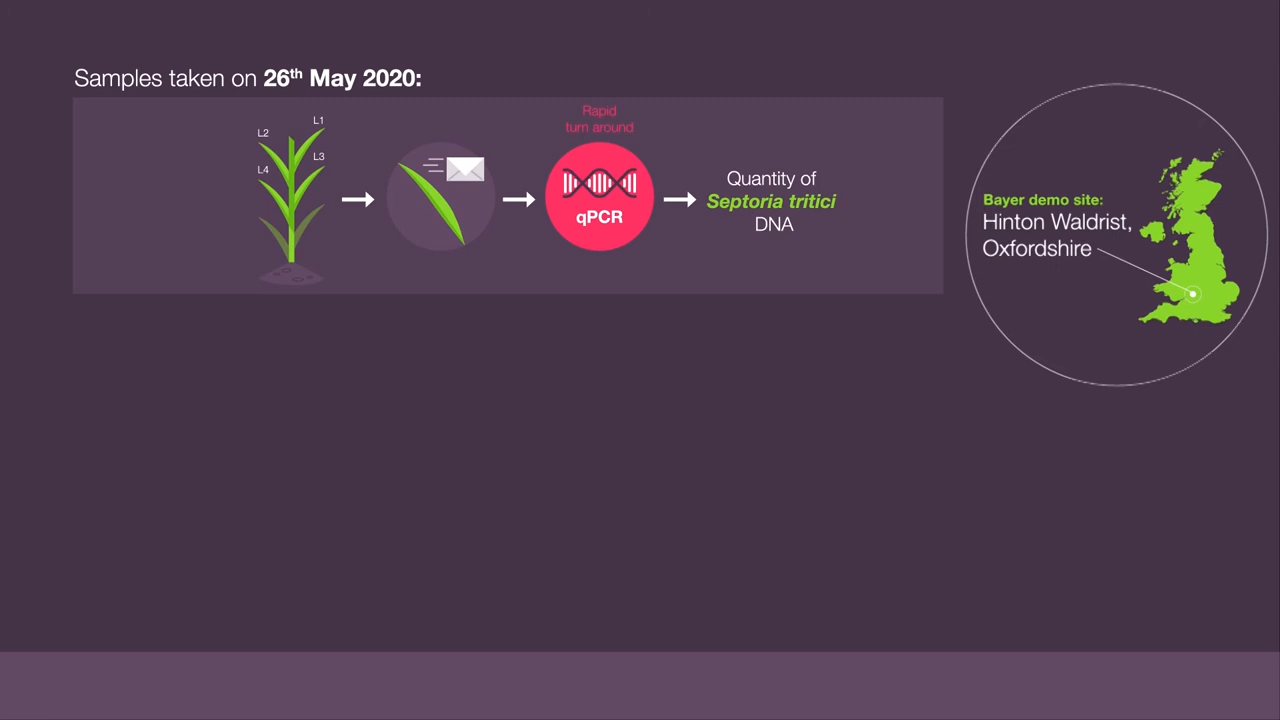 Samples taken on 26th May 2020:
L1
L2
L3
L4
Rapid
turn around
qPCR
Quantity of
Septoria tritici
DNA
Bayer demo site:
Hinton Waldrist,
Oxfordshire